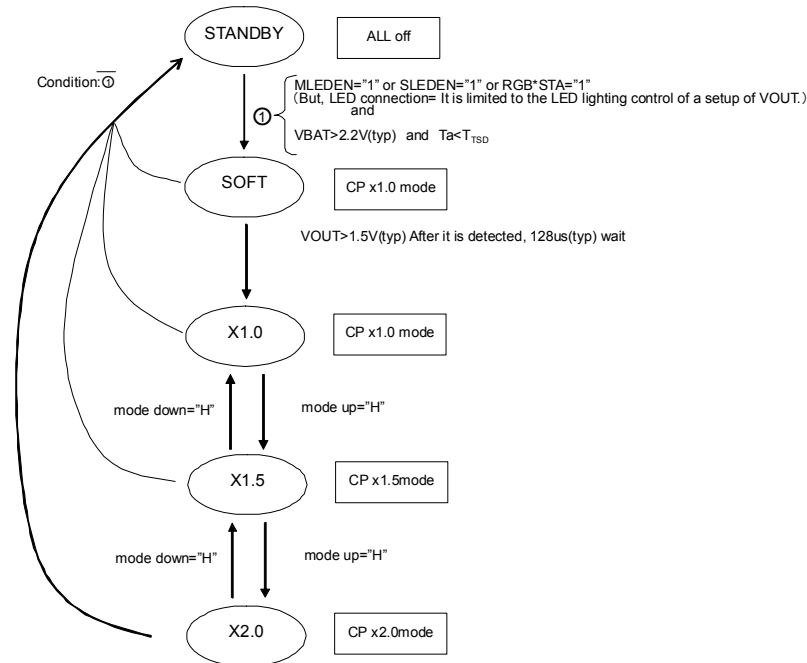 STANDBY
ALL off
Condition:①̅
①
MLEDEN="1" or SLEDEN="1" or RGB*STA="1"
(But, LED connection= It is limited to the LED lighting control of a setup of VOUT.)
and
VBAT>2.2V(typ) and Ta<TTSD
SOFT
CP x1.0 mode
VOUT>1.5V(typ) After it is detected, 128us(typ) wait
X1.0
CP x1.0 mode
mode down="H"
mode up="H"
X1.5
CP x1.5mode
mode down="H"
mode up="H"
X2.0
CP x2.0mode